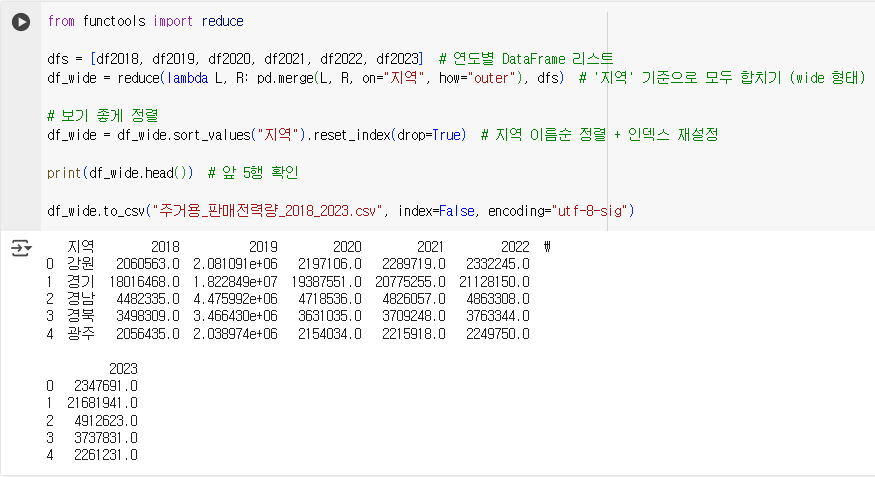 from functools import reduce
dfs = [df2018, df2019, df2020, df2021, df2022, df2023]  # 연도별 DataFrame 리스트
df_wide = reduce(lambda L, R: pd.merge(L, R, on="지역", how="outer"), dfs)  # '지역' 기준으로 모두 합치기 (wide 형태)
# 보기 좋게 정렬
df_wide = df_wide.sort_values("지역").reset_index(drop=True)  # 지역 이름순 정렬 + 인덱스 재설정
print(df_wide.head())  # 앞 5행 확인
df_wide.to_csv("주거용_판매전력량_2018_2023.csv", index=False, encoding="utf-8-sig")
지역 2018 2019 2020 2021 2022 \
0 강원 2060563.0 2.081091e+06 2197106.0 2289719.0 2332245.0
1 경기 18016468.0 1.822849e+07 19387551.0 20775255.0 21128150.0
2 경남 4482335.0 4.475992e+06 4718536.0 4826057.0 4863308.0
3 경북 3498309.0 3.466430e+06 3631035.0 3709248.0 3763344.0
4 광주 2056435.0 2.038974e+06 2154034.0 2215918.0 2249750.0
2023
0 2347691.0
1 21681941.0
2 4912623.0
3 3737831.0
4 2261231.0